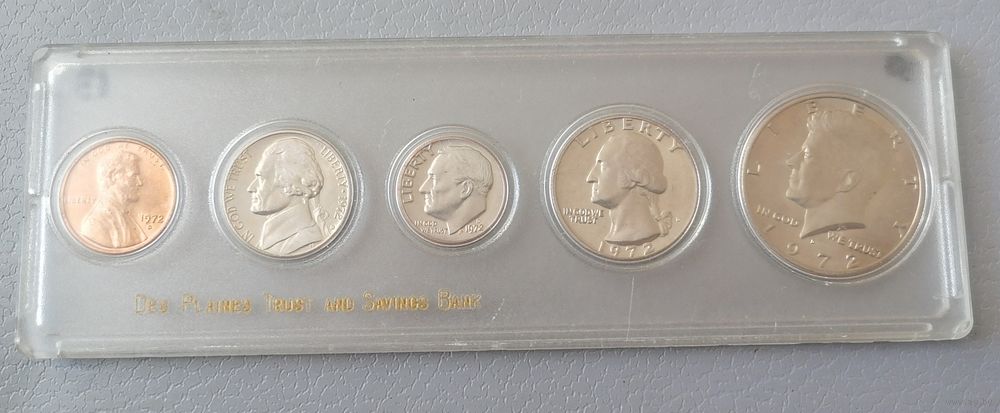 LIBERTY
1972
D
IN GOD WE TRUST
LIBERTY
1972
LIBERTY
IN GOD
WE TRUST
1972
LIBERTY
IN GOD WE
TRUST
1972
LIBERTY
IN GOD WE TRUST
1972
DES PLAINES TRUST AND SAVINGS BANK